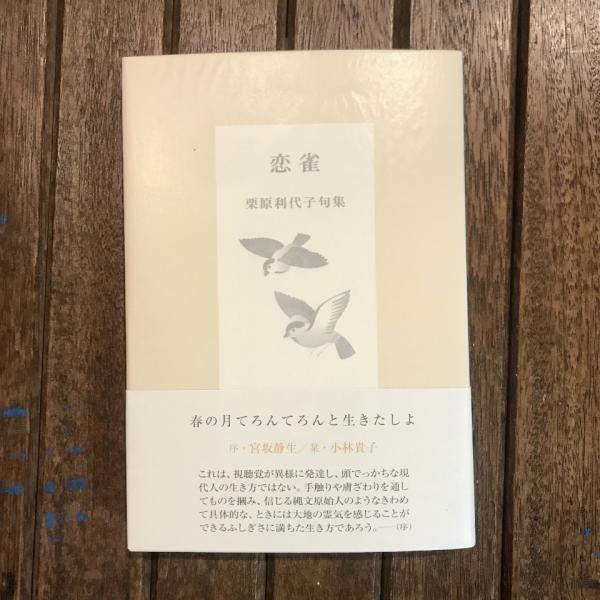 恋雀
栗原利代子句集
春の月てろんてろんと生きたしよ
序・宮坂静生／栞・小林貴子
これは、視聴覚が異様に発達し、頭でっかちな現
代人の生き方ではない。手触りや膚ざわりを通し
てものを摑み、信じる縄文原始人のようなきわめ
て具体的な、ときには大地の霊気を感じることが
できるふしぎさに満ちた生き方であろう。──（序）